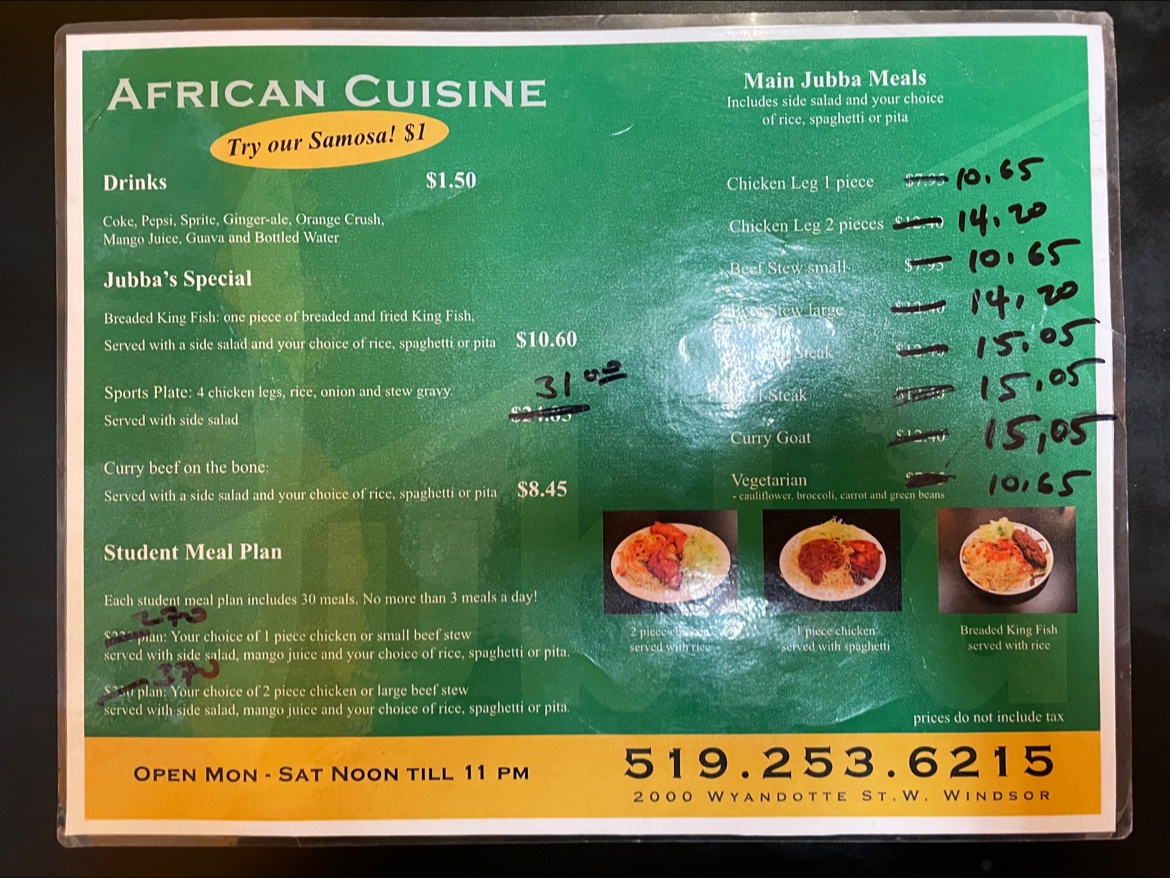 AFRICAN CUISINE
Try our Samosa! $1
Drinks $1.50
Coke, Pepsi, Sprite, Ginger-ale, Orange Crush,
Mango Juice, Guava and Bottled Water
Jubba's Special
Breaded King Fish: one piece of breaded and fried King Fish,
Served with a side salad and your choice of rice, spaghetti or pita $10.60
Sports Plate: 4 chicken legs, rice, onion and stew gravy. 31.00
Served with side salad
Curry beef on the bone:
Served with a side salad and your choice of rice, spaghetti or pita $8.45
Student Meal Plan
Each student meal plan includes 30 meals. No more than 3 meals a day!
270
plan: Your choice of 1 piece chicken or small beef stew
served with side salad, mango juice and your choice of rice, spaghetti or pita.
370
plan: Your choice of 2 piece chicken or large beef stew
served with side salad, mango juice and your choice of rice, spaghetti or pita.
Main Jubba Meals
Includes side salad and your choice
of rice, spaghetti or pita
Chicken Leg 1 piece $7.95 10.65
Chicken Leg 2 pieces 14.20
Beef Stew small $7.95 10.65
Stew large 14.20
Steak 15.05
Steak 15.05
Curry Goat 15.05
Vegetarian 10.65
- cauliflower, broccoli, carrot and green beans
2 piece chicken
served with rice
1 piece chicken
served with spaghetti
Breaded King Fish
served with rice
prices do not include tax
OPEN MON - SAT NOON TILL 11 PM
519.253.6215
2000 WYANDOTTE ST.W. WINDSOR